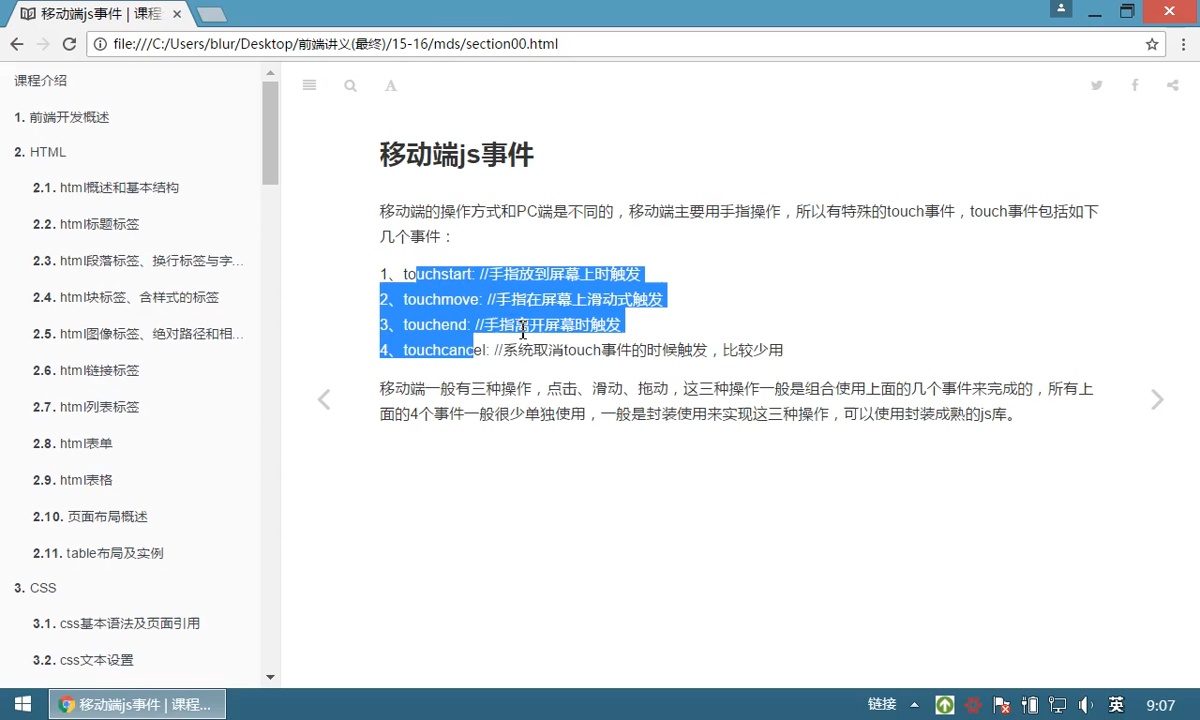 移动端js事件 | 课程
file:///C:/Users/blur/Desktop/前端讲义(最终)/15-16/mds/section00.html
课程介绍
1. 前端开发概述
2. HTML
2.1. html概述和基本结构
2.2. html标题标签
2.3. html段落标签、换行标签与字...
2.4. html块标签、含样式的标签
2.5. html图像标签、绝对路径和相...
2.6. html链接标签
2.7. html列表标签
2.8. html表单
2.9. html表格
2.10. 页面布局概述
2.11. table布局及实例
3. CSS
3.1. css基本语法及页面引用
3.2. css文本设置
A
移动端js事件
移动端的操作方式和PC端是不同的，移动端主要用手指操作，所以有特殊的touch事件，touch事件包括如下
几个事件：
1、touchstart: //手指放到屏幕上时触发
2、touchmove: //手指在屏幕上滑动式触发
3、touchend: //手指离开屏幕时触发
4、touchcancel: //系统取消touch事件的时候触发，比较少用
移动端一般有三种操作，点击、滑动、拖动，这三种操作一般是组合使用上面的几个事件来完成的，所有上
面的4个事件一般很少单独使用，一般是封装使用来实现这三种操作，可以使用封装成熟的js库。
移动端js事件 | 课程...
链接
英
9:07